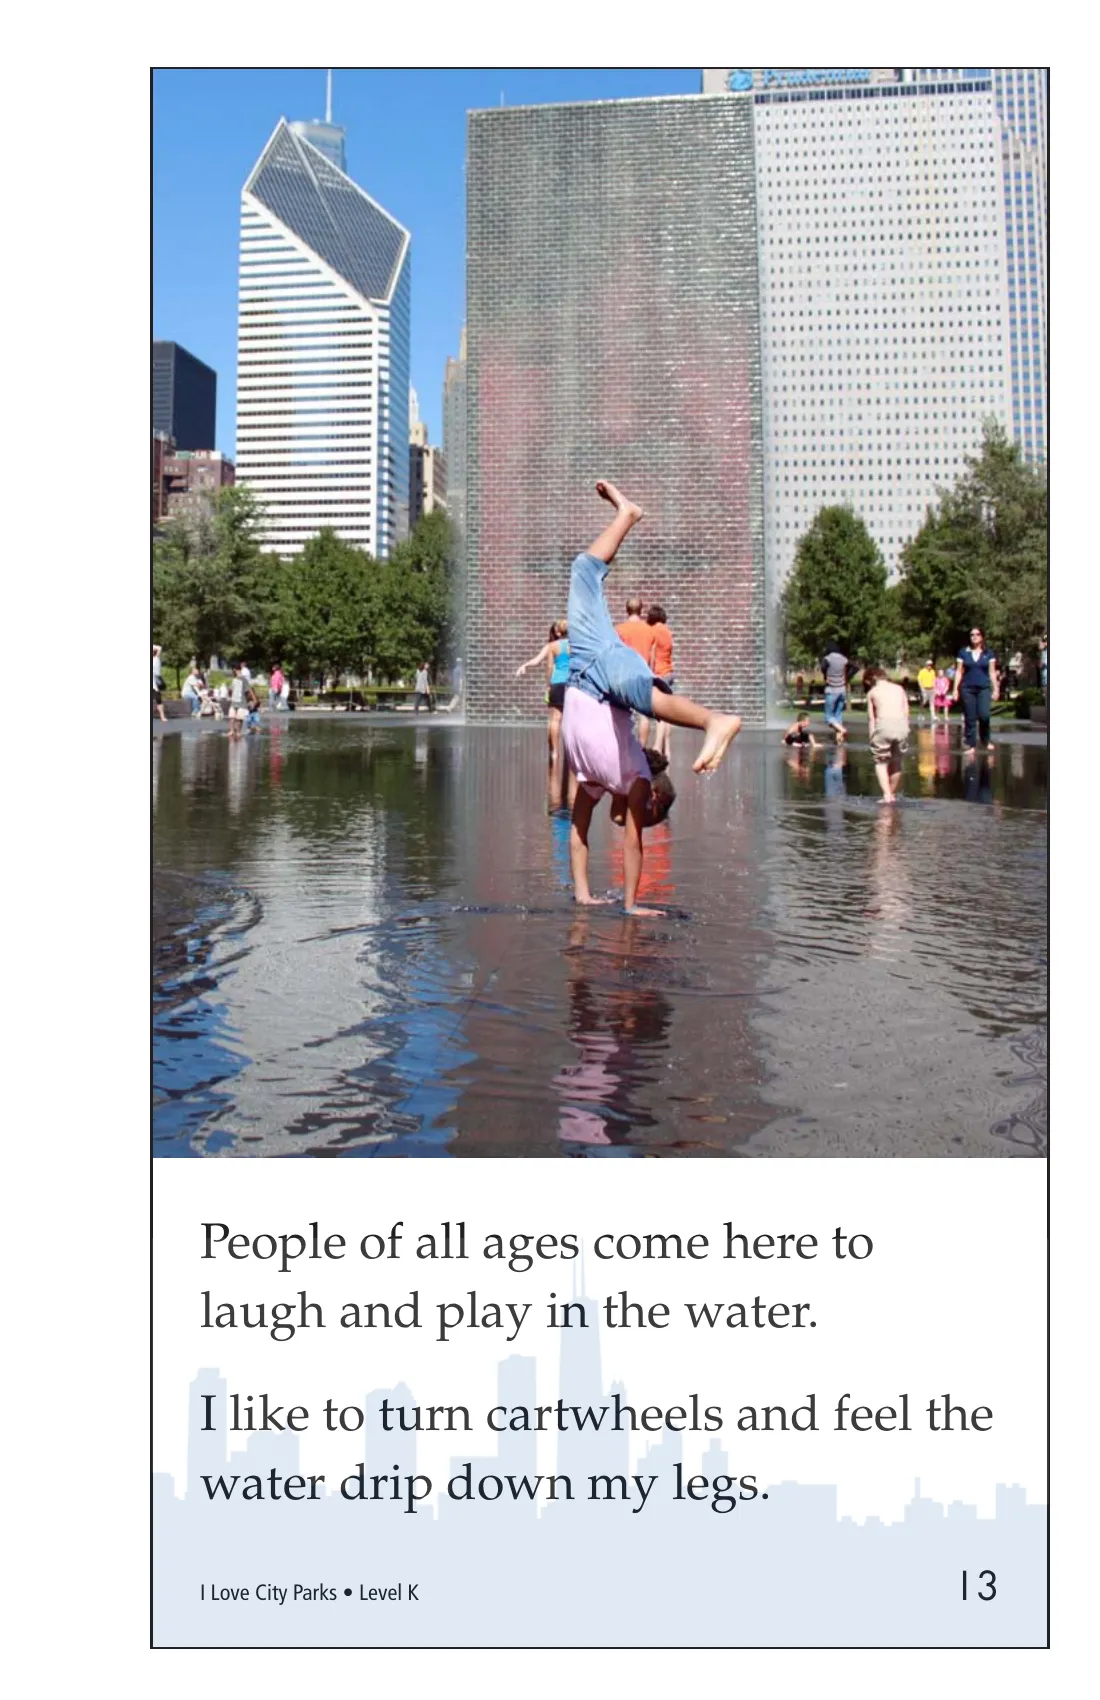 Prudential
People of all ages come here to
laugh and play in the water.
I like to turn cartwheels and feel the
water drip down my legs.
I Love City Parks • Level K
13